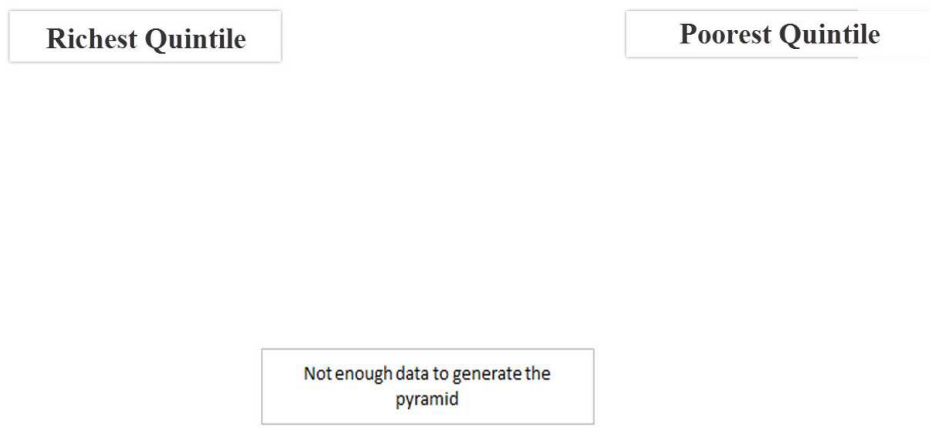 Richest Quintile
Poorest Quintile
Not enough data to generate the
pyramid